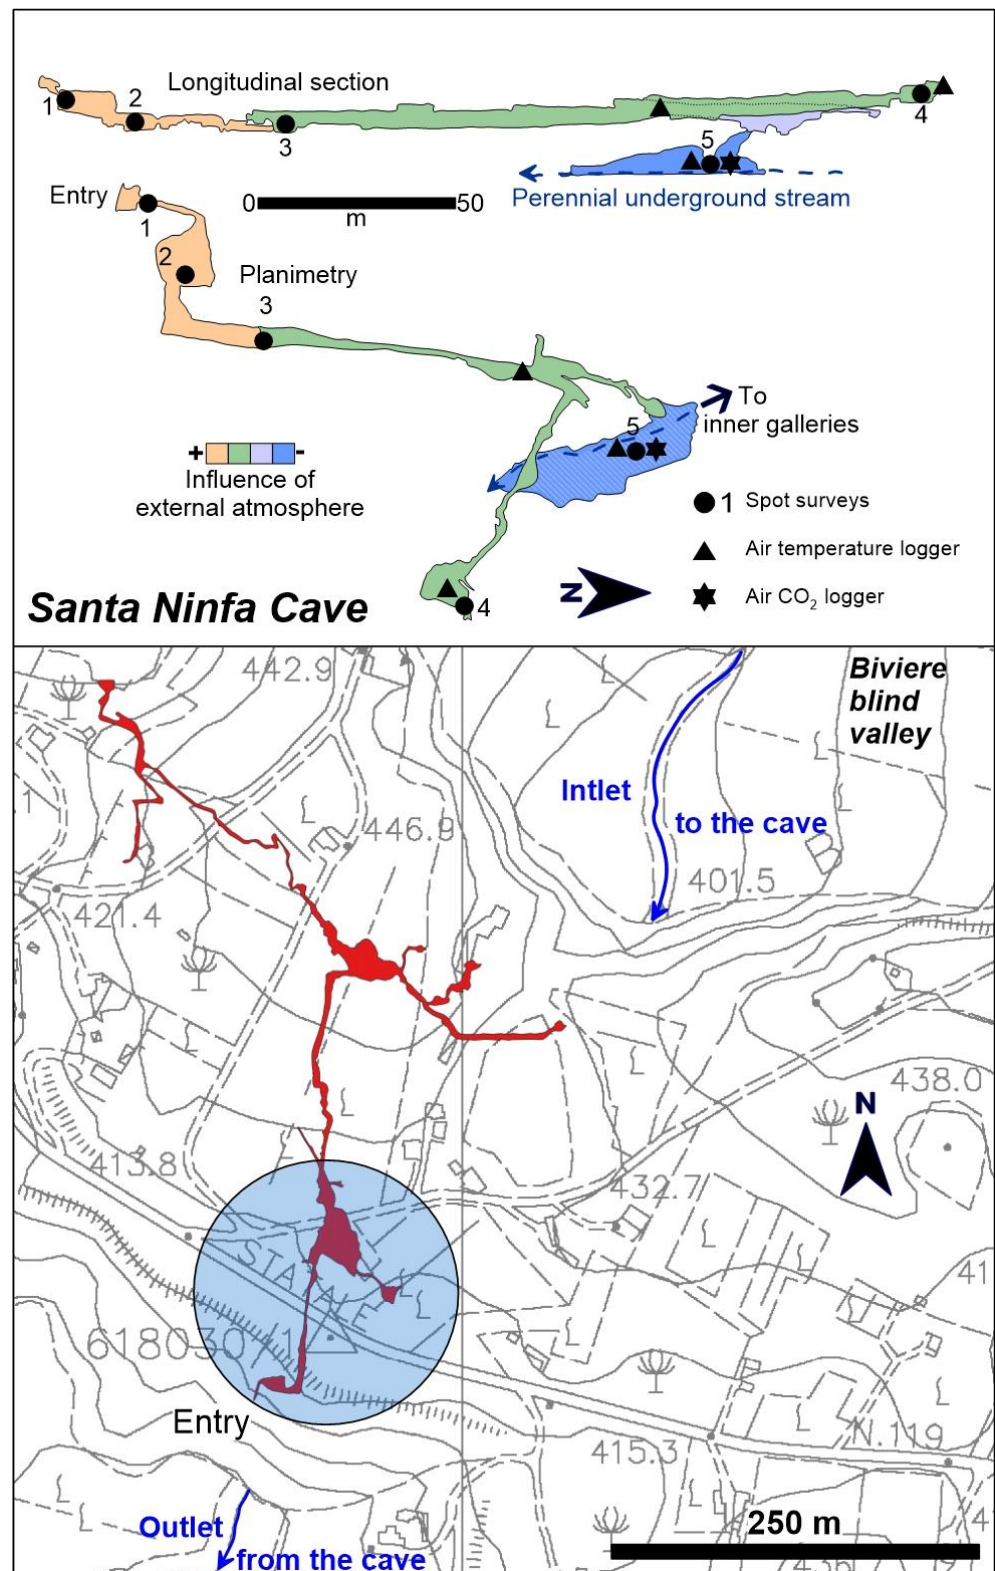 Longitudinal section
1
2
3
4
5
Perennial underground stream
Entry
0 50
m
1
2
Planimetry
3
To
inner galleries
5
+ -
Influence of
external atmosphere
1 Spot surveys
Air temperature logger
Air CO2 logger
N
4
Santa Ninfa Cave
442.9
Biviere
blind
valley
Intlet
to the cave
446.9
401.5
421.4
438.0
N
413.8
432.7
STATALE
41
618030
Entry
N.119
415.3
250 m
Outlet
from the cave